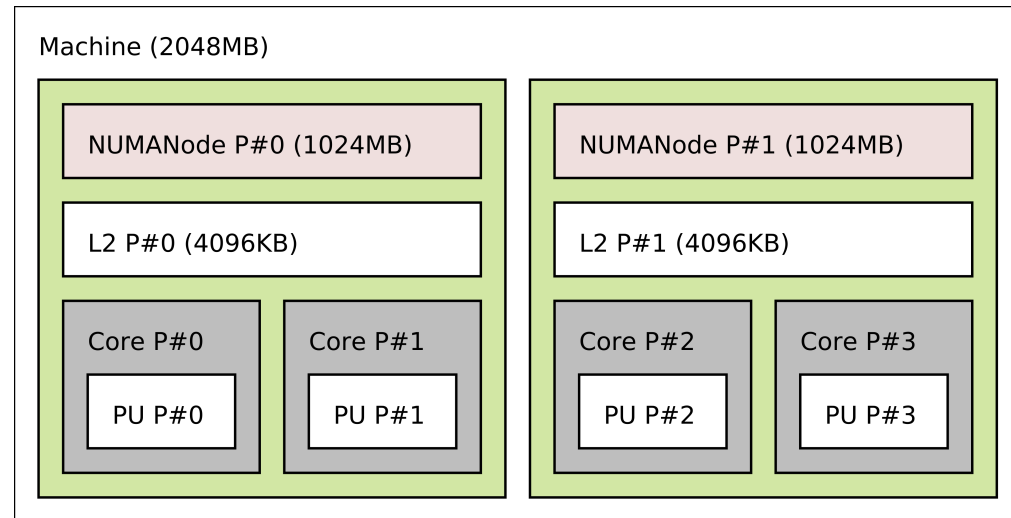 Machine (2048MB)
NUMANode P#0 (1024MB)
L2 P#0 (4096KB)
Core P#0
Core P#1
PU P#0
PU P#1
NUMANode P#1 (1024MB)
L2 P#1 (4096KB)
Core P#2
Core P#3
PU P#2
PU P#3